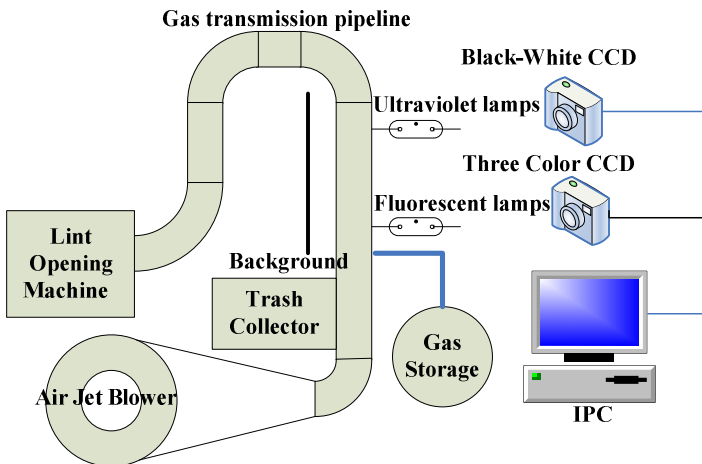 Gas transmission pipeline
Black-White CCD
Ultraviolet lamps
Three Color CCD
Fluorescent lamps
Lint
Opening
Machine
Background
Trash
Collector
Gas
Storage
Air Jet Blower
IPC